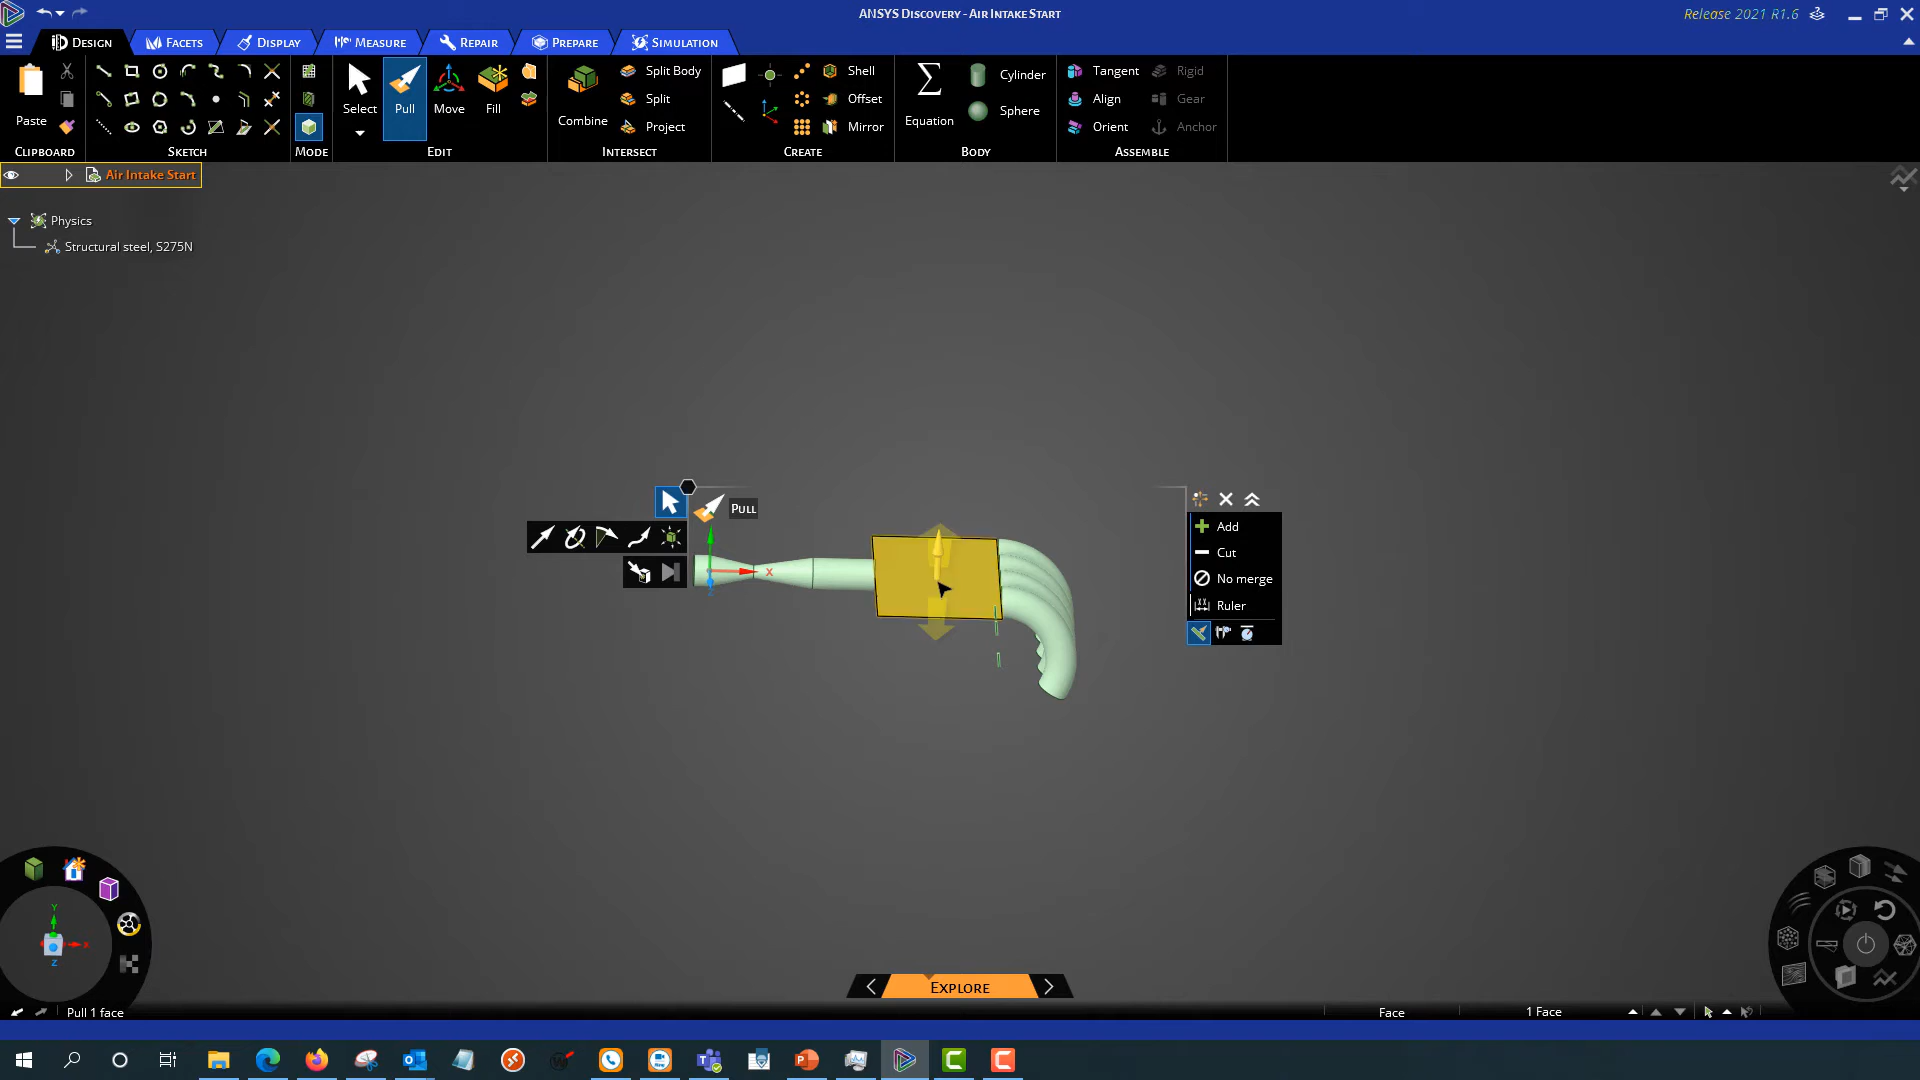 ANSYS Discovery - Air Intake Start
Release 2021 R1.6
Design
Facets
Display
Measure
Repair
Prepare
Simulation
Paste
Clipboard
Sketch
Mode
Select
Pull
Move
Fill
Edit
Combine
Split Body
Split
Project
Intersect
Shell
Offset
Mirror
Create
Equation
Cylinder
Sphere
Body
Tangent
Align
Orient
Rigid
Gear
Anchor
Assemble
Air Intake Start
Physics
Structural steel, S275N
Pull
X
Z
Add
Cut
No merge
Ruler
Y
X
Z
Explore
Pull 1 face
Face
1 Face